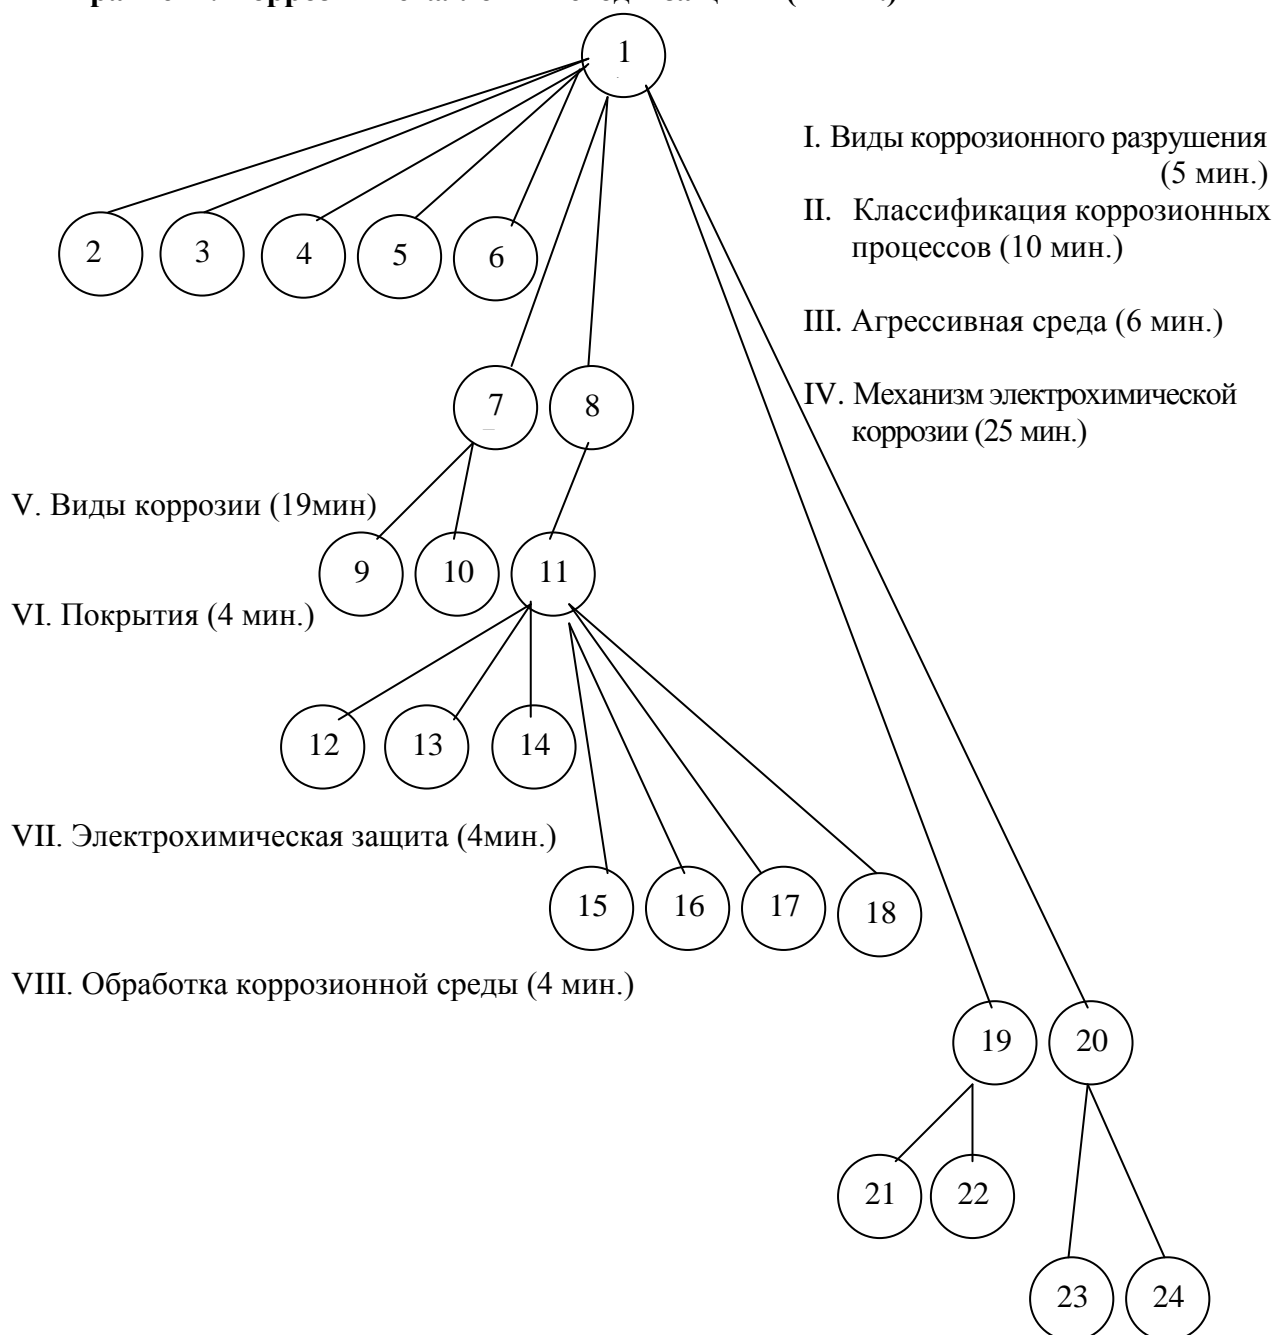 1
I. Виды коррозионного разрушения
(5 мин.)
II. Классификация коррозионных
процессов (10 мин.)
2 3 4 5 6
III. Агрессивная среда (6 мин.)
7 8
IV. Механизм электрохимической
коррозии (25 мин.)
V. Виды коррозии (19мин)
9 10 11
VI. Покрытия (4 мин.)
12 13 14
VII. Электрохимическая защита (4мин.)
15 16 17 18
VIII. Обработка коррозионной среды (4 мин.)
19 20
21 22
23 24